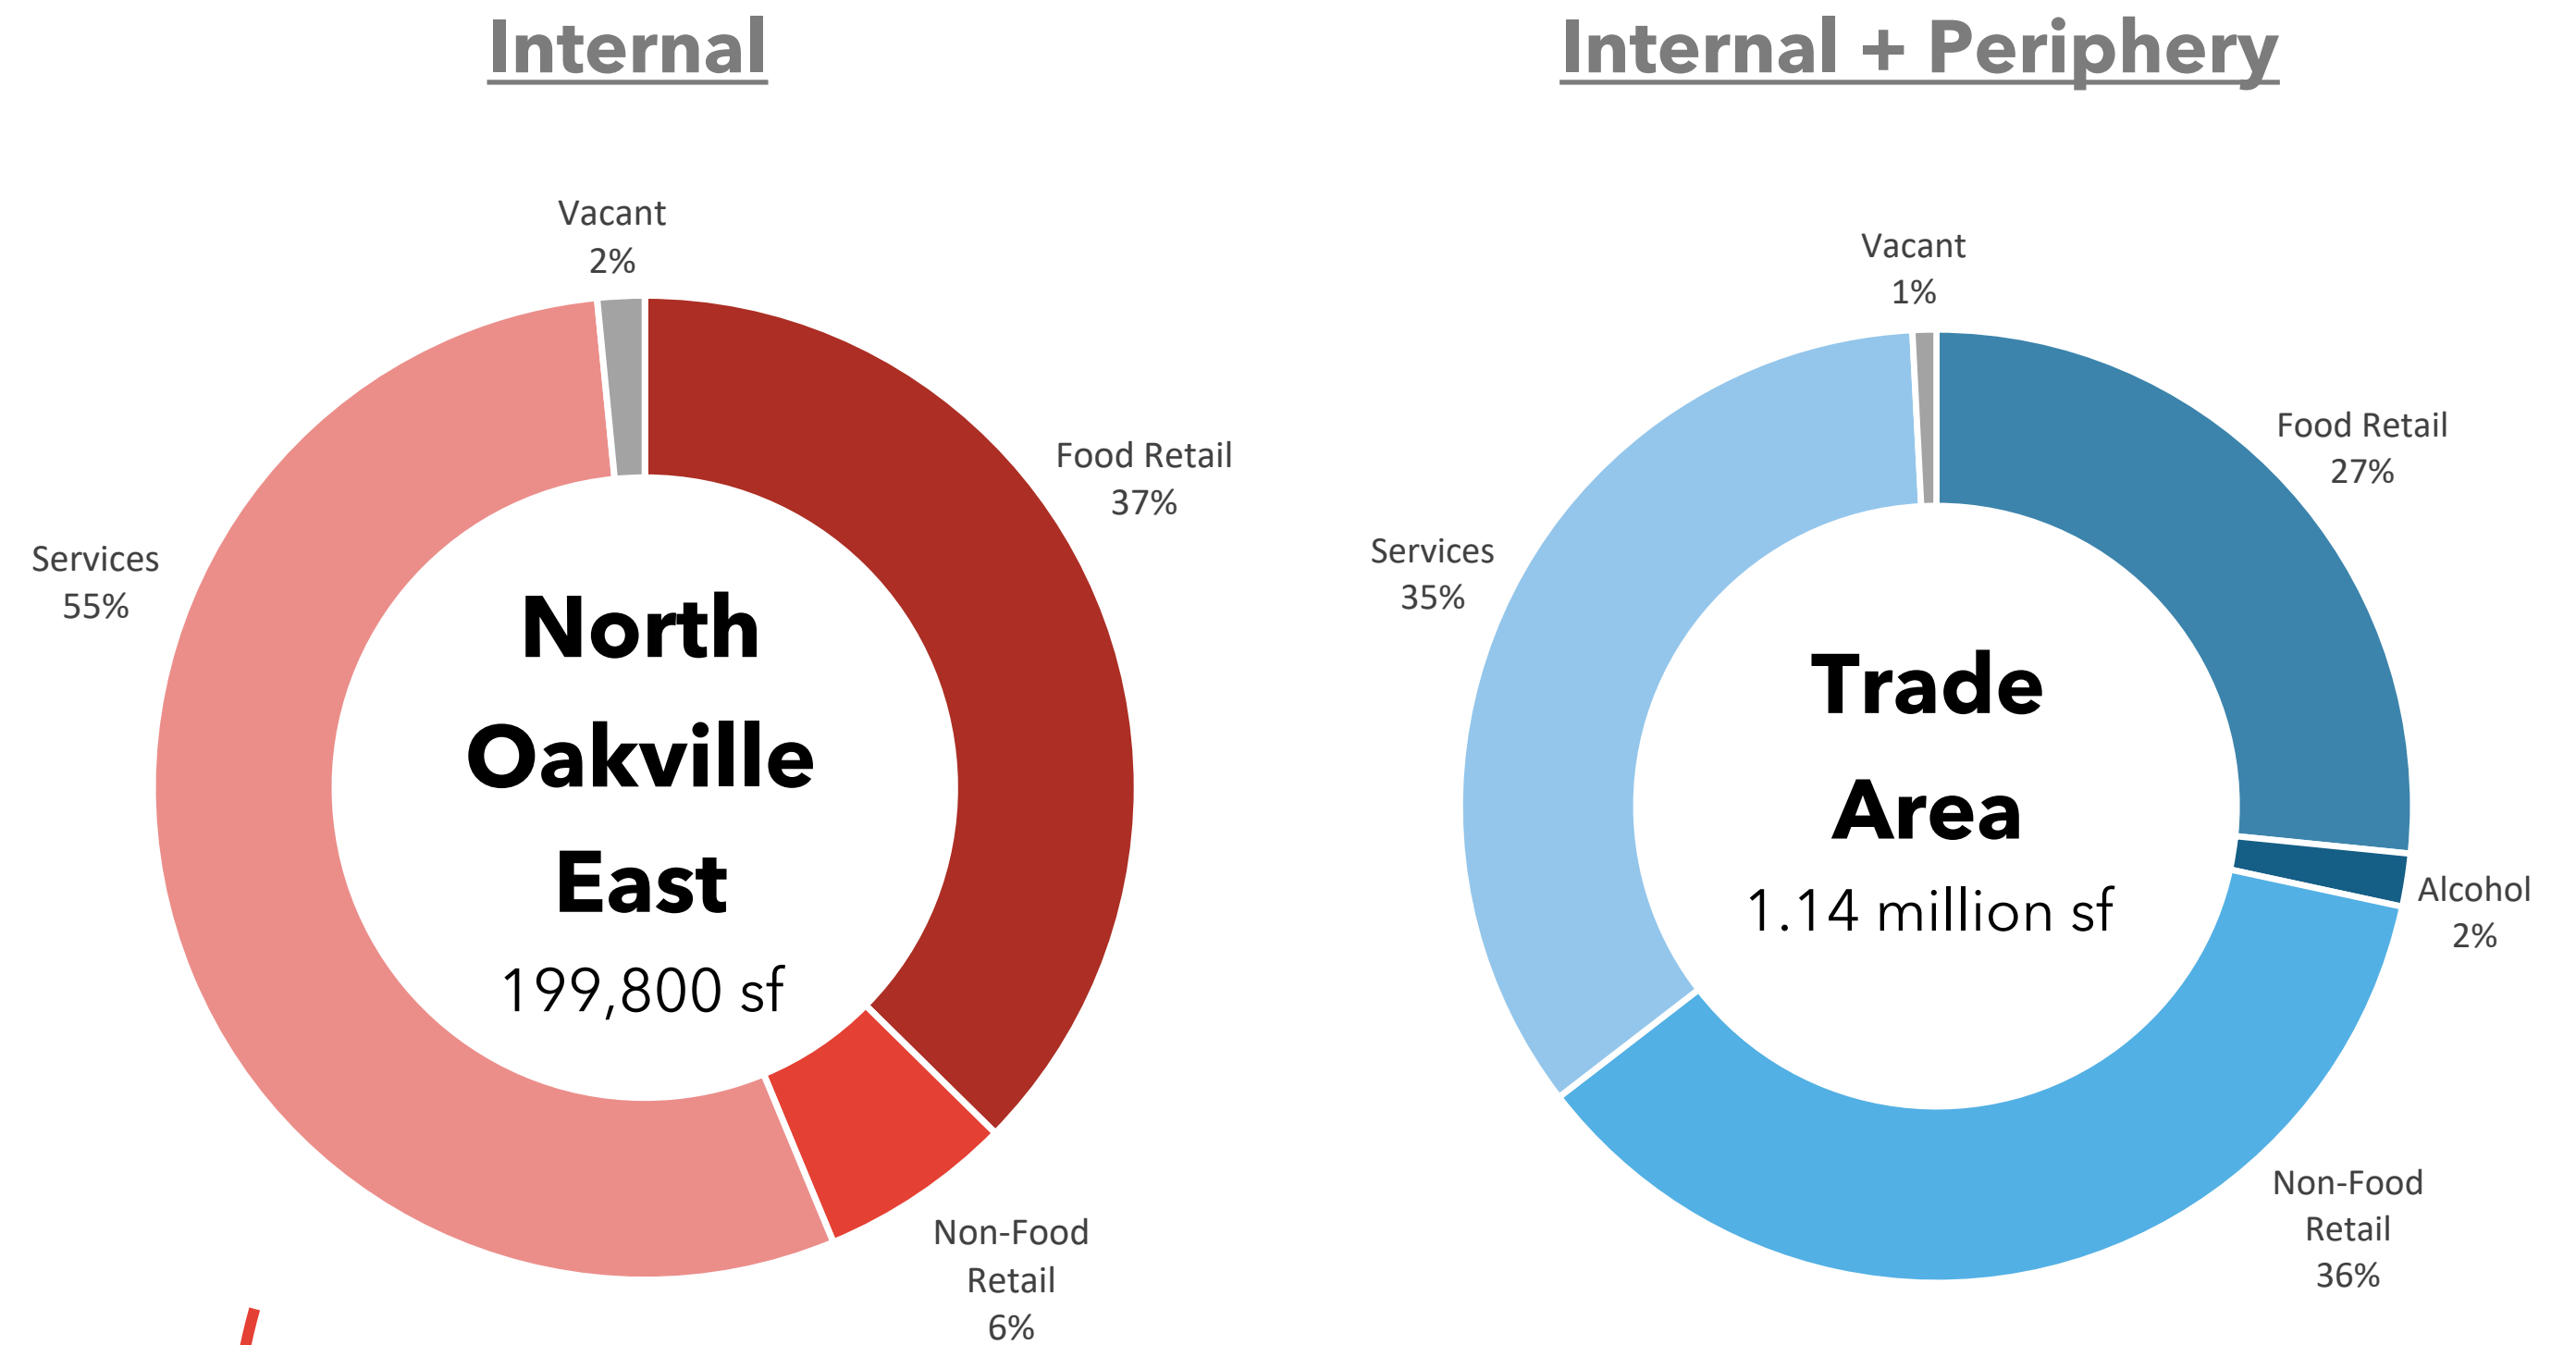 Internal
Vacant
2%
Food Retail
37%
Services
55%
North
Oakville
East
199,800 sf
Non-Food
Retail
6%
Internal + Periphery
Vacant
1%
Food Retail
27%
Services
35%
Trade
Area
1.14 million sf
Alcohol
2%
Non-Food
Retail
36%